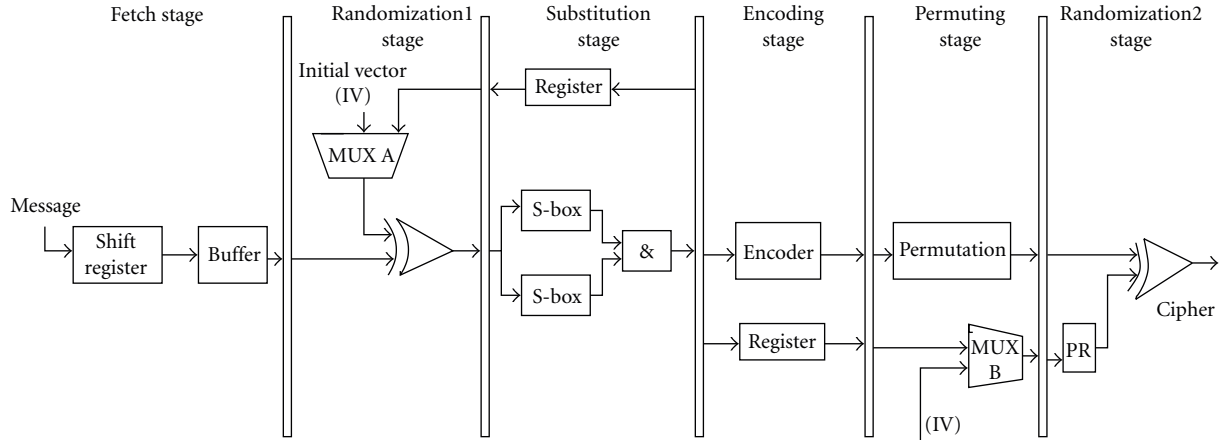 Fetch stage
Randomization1
stage
Substitution
stage
Encoding
stage
Permuting
stage
Randomization2
stage
Initial vector
(IV)
Register
MUX A
Message
Shift
register
Buffer
S-box
S-box
&
Encoder
Permutation
Cipher
Register
MUX
B
PR
(IV)